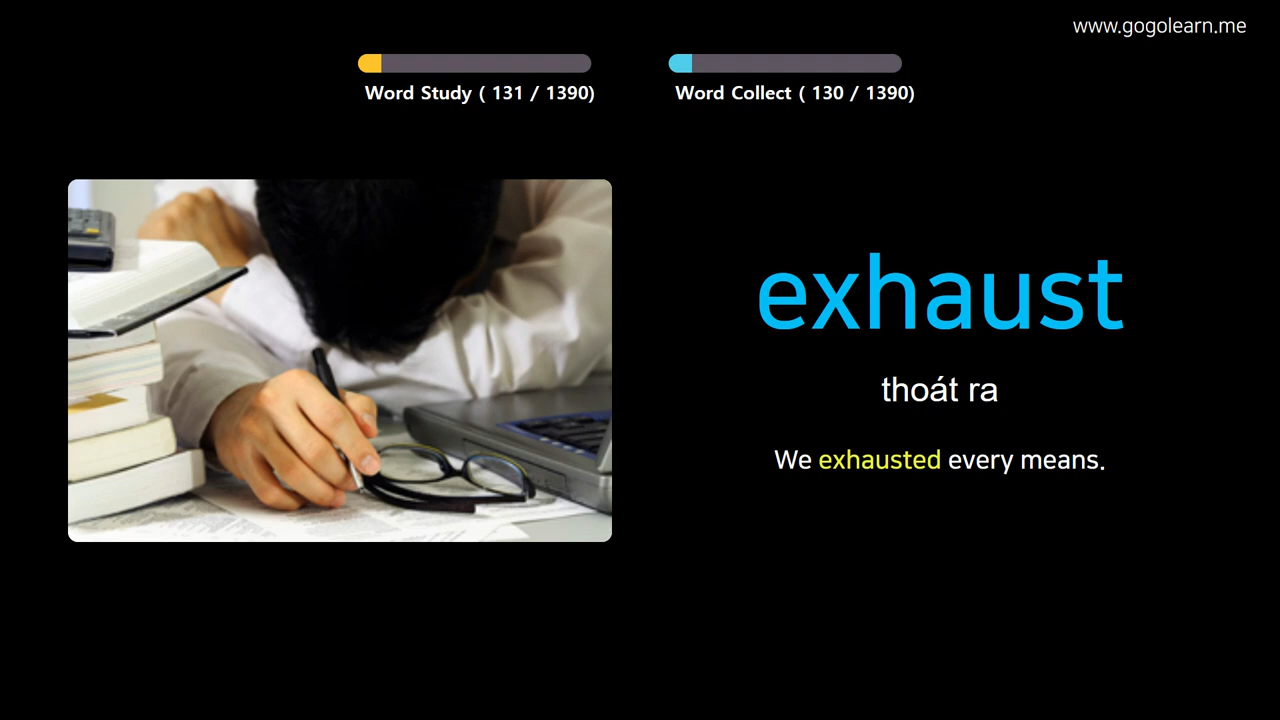 www.gogolearn.me
Word Study ( 131 / 1390)
Word Collect ( 130 / 1390)
exhaust
thoát ra
We exhausted every means.